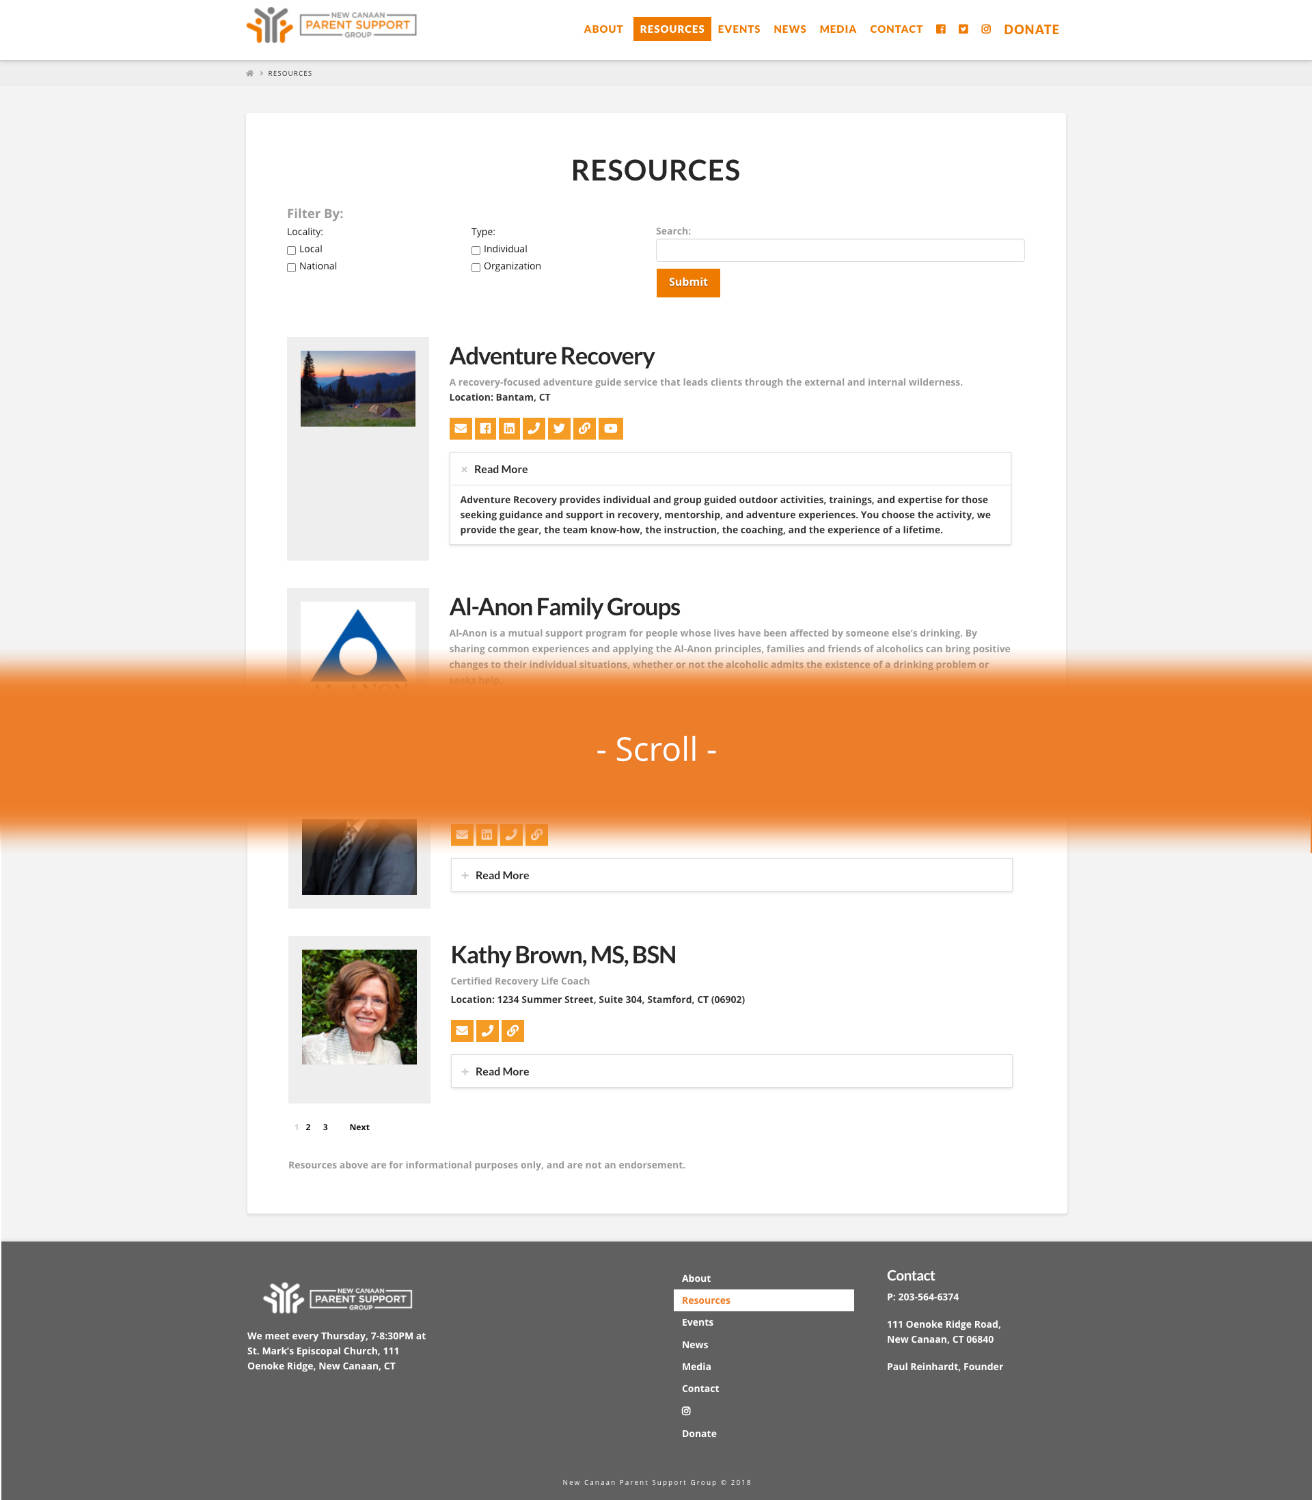 NEW CANAAN
PARENT SUPPORT
GROUP
ABOUT RESOURCES EVENTS NEWS MEDIA CONTACT DONATE
RESOURCES
RESOURCES
Filter By:
Locality:
Local
National
Type:
Individual
Organization
Search:
Submit
Adventure Recovery
A recovery-focused adventure guide service that leads clients through the external and internal wilderness.
Location: Bantam, CT
Read More
Adventure Recovery provides individual and group guided outdoor activities, trainings, and expertise for those
seeking guidance and support in recovery, mentorship, and adventure experiences. You choose the activity, we
provide the gear, the team know-how, the instruction, the coaching, and the experience of a lifetime.
Al-Anon Family Groups
Al-Anon is a mutual support program for people whose lives have been affected by someone else's drinking. By
sharing common experiences and applying the Al-Anon principles, families and friends of alcoholics can bring positive
changes to their individual situations, whether or not the alcoholic admits the existence of a drinking problem or
seeks help.
- Scroll -
Read More
Kathy Brown, MS, BSN
Certified Recovery Life Coach
Location: 1234 Summer Street, Suite 304, Stamford, CT (06902)
Read More
1 2 3 Next
Resources above are for informational purposes only, and are not an endorsement.
NEW CANAAN
PARENT SUPPORT
GROUP
We meet every Thursday, 7-8:30PM at
St. Mark's Episcopal Church, 111
Oenoke Ridge, New Canaan, CT
About
Resources
Events
News
Media
Contact
Donate
Contact
P: 203-564-6374
111 Oenoke Ridge Road,
New Canaan, CT 06840
Paul Reinhardt, Founder
New Canaan Parent Support Group © 2018